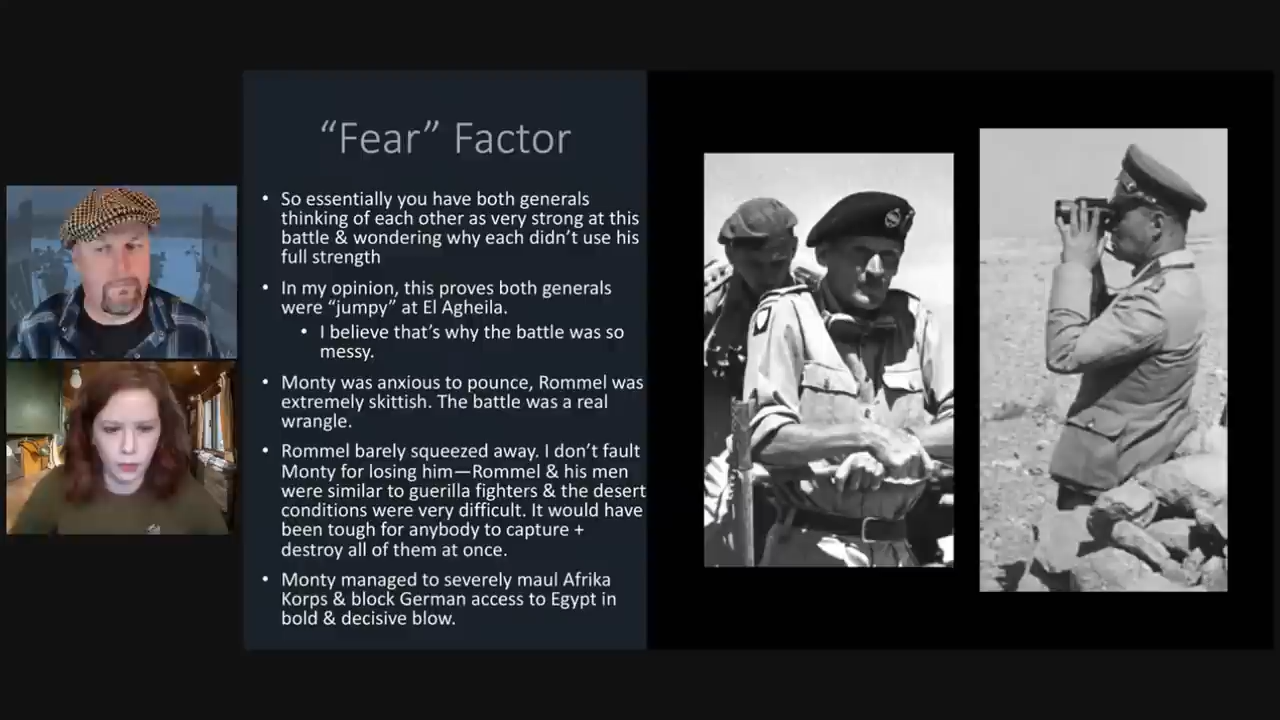 “Fear” Factor
• So essentially you have both generals
thinking of each other as very strong at this
battle & wondering why each didn’t use his
full strength
• In my opinion, this proves both generals
were “jumpy” at El Agheila.
• I believe that’s why the battle was so
messy.
• Monty was anxious to pounce, Rommel was
extremely skittish. The battle was a real
wrangle.
• Rommel barely squeezed away. I don’t fault
Monty for losing him—Rommel & his men
were similar to guerilla fighters & the desert
conditions were very difficult. It would have
been tough for anybody to capture +
destroy all of them at once.
• Monty managed to severely maul Afrika
Korps & block German access to Egypt in
bold & decisive blow.